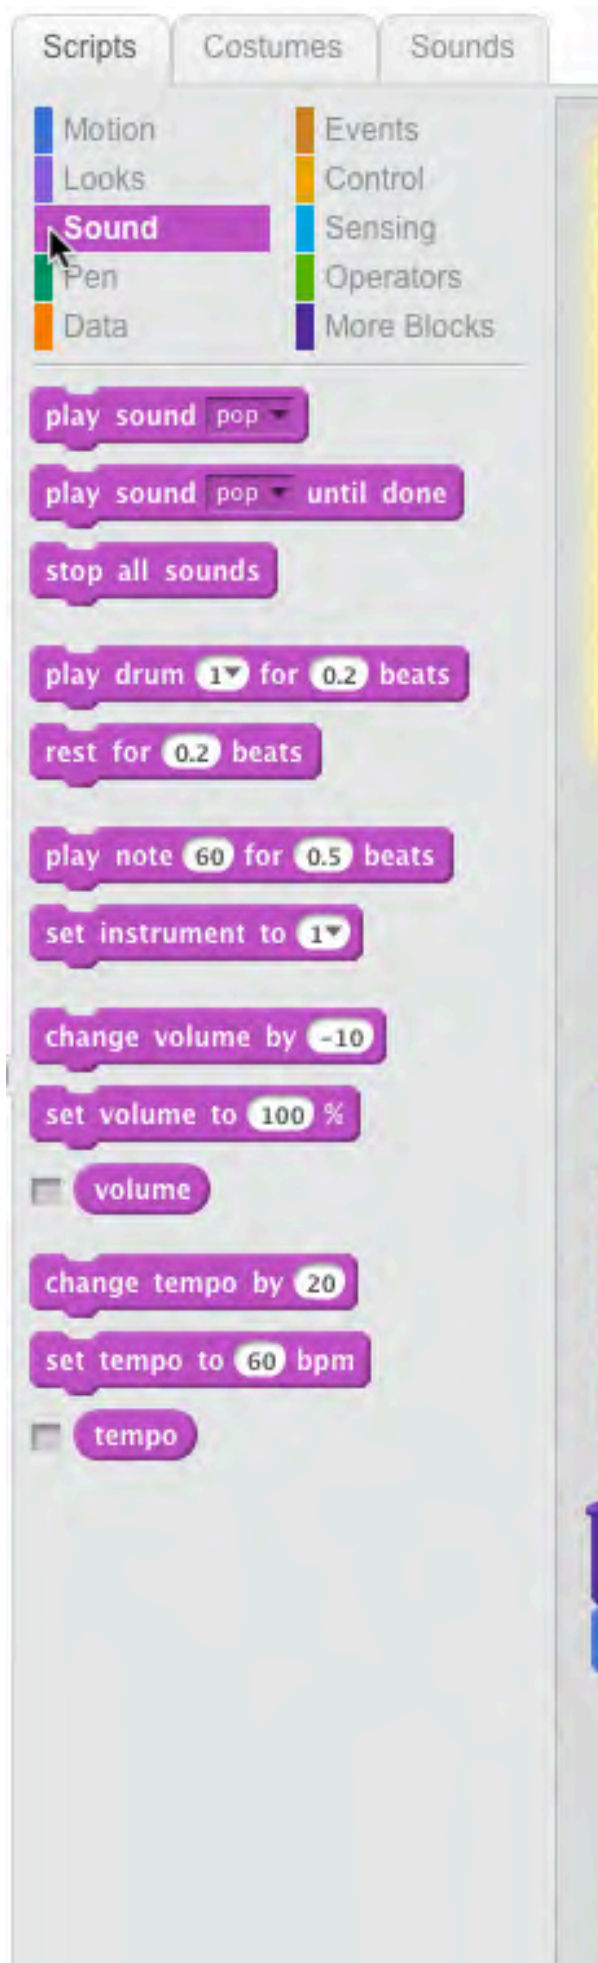 Scripts Costumes Sounds
Motion Events
Looks Control
Sound Sensing
Pen Operators
Data More Blocks
play sound pop
play sound pop until done
stop all sounds
play drum 1 for 0.2 beats
rest for 0.2 beats
play note 60 for 0.5 beats
set instrument to 1
change volume by -10
set volume to 100 %
volume
change tempo by 20
set tempo to 60 bpm
tempo